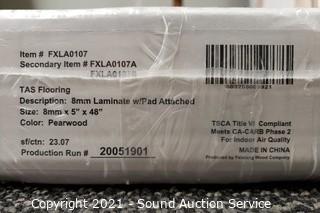 Item # FXLA0107
Secondary Item # FXLA0107A
FXLA0107B
TAS Flooring
Description: 8mm Laminate w/Pad Attached
Size: 8mm x 5" x 48"
Color: Pearwood
TSCA Title VI Compliant
Meets CA-CARB Phase 2
For Indoor Air Quality
sf/ctn: 23.07
MADE IN CHINA
Production Run # 20051901
Copyright 2021 - Sound Auction Service